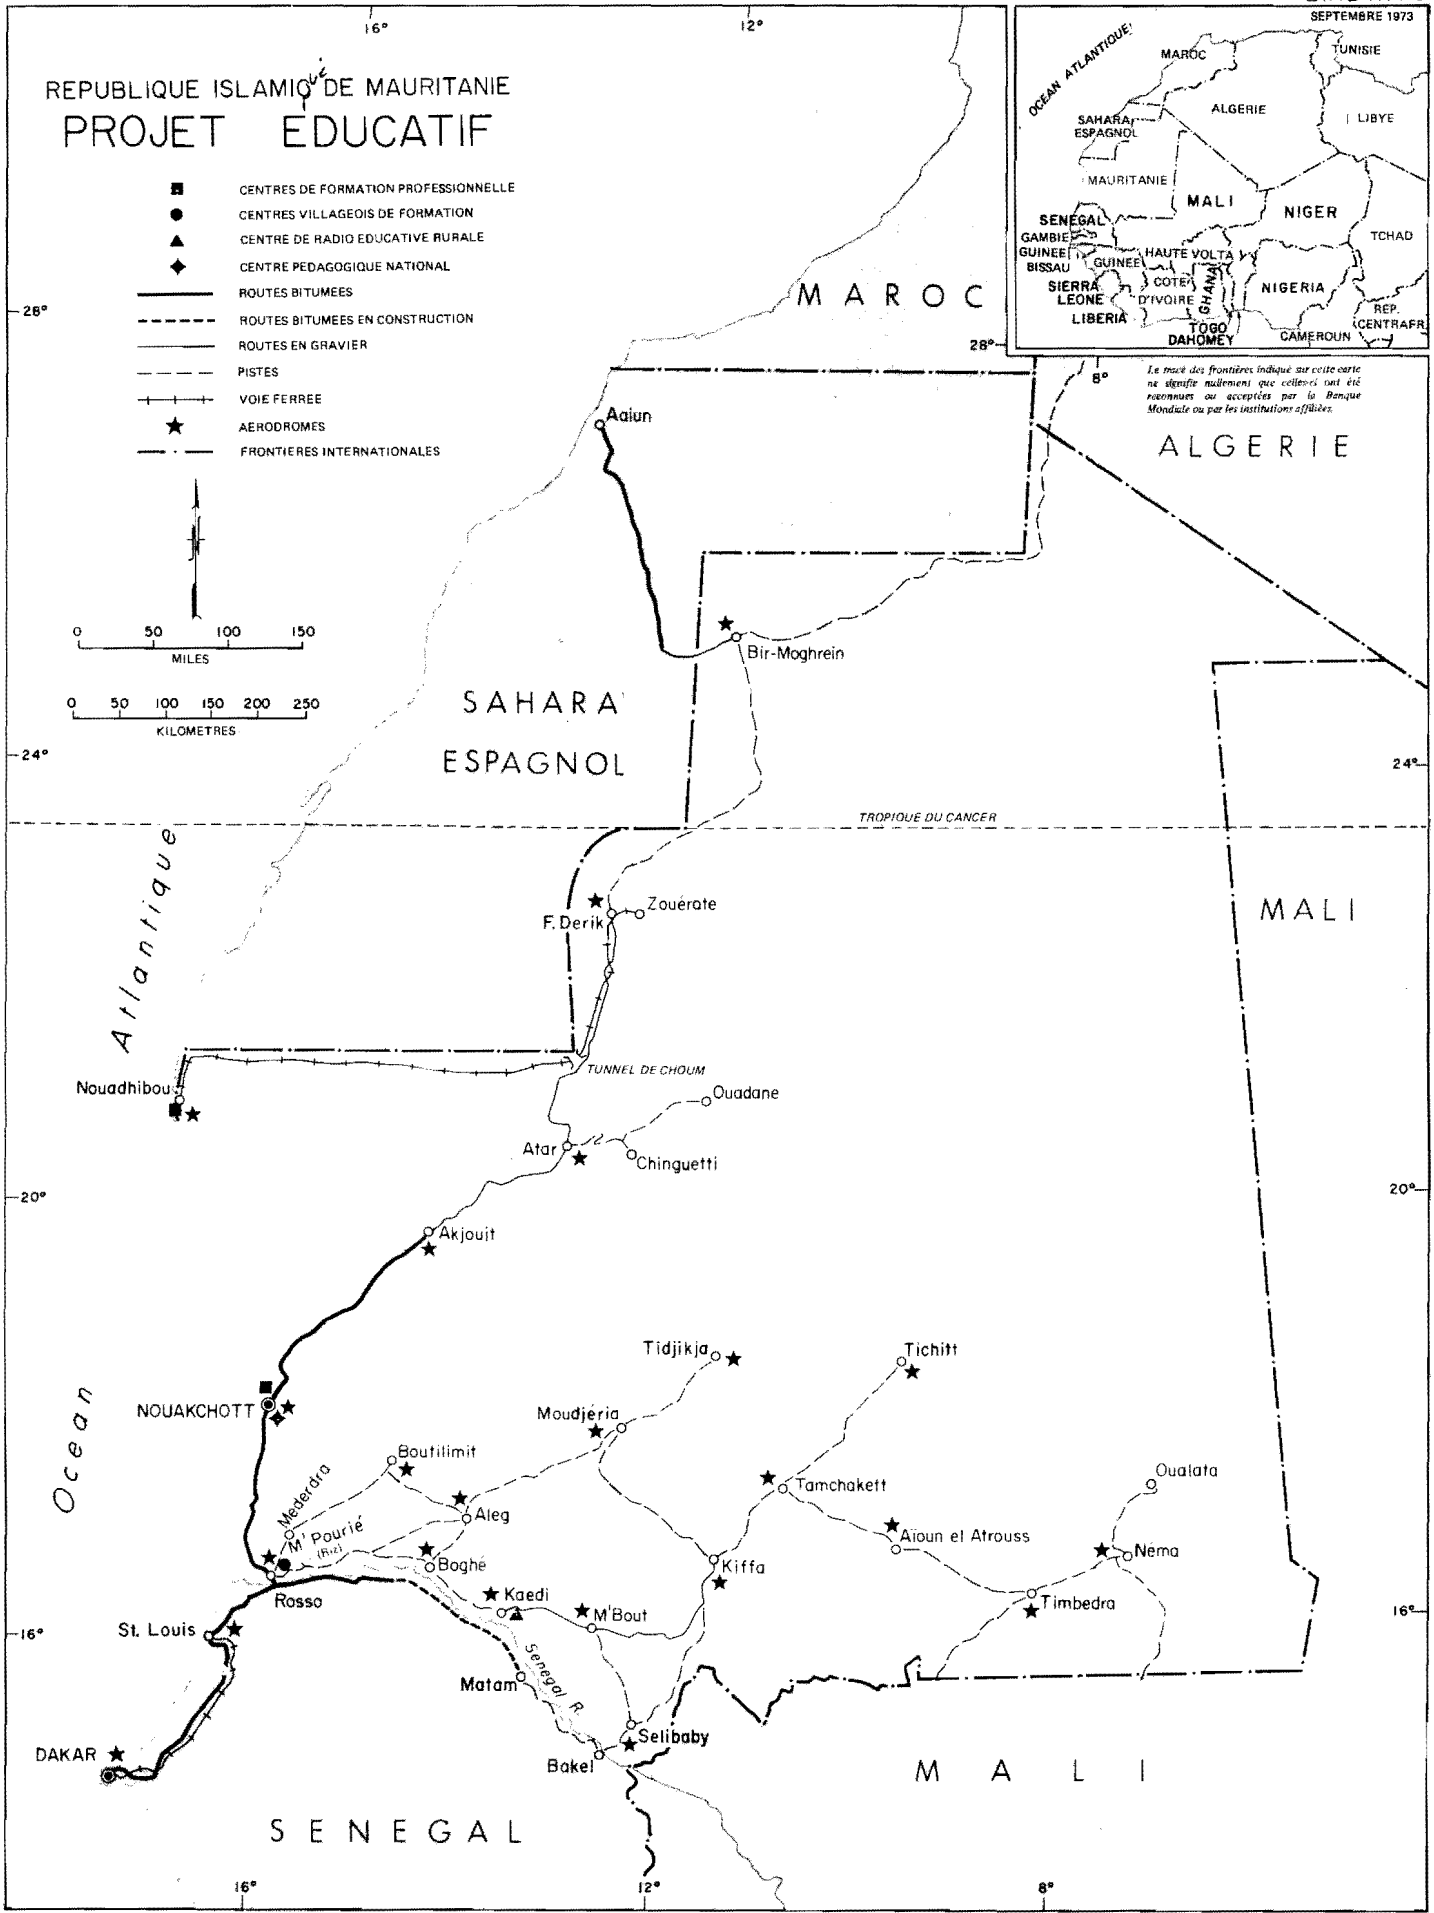 SEPTEMBRE 1973
16°
12°
REPUBLIQUE ISLAMIQUE DE MAURITANIE
PROJET EDUCATIF
CENTRES DE FORMATION PROFESSIONNELLE
CENTRES VILLAGEOIS DE FORMATION
CENTRE DE RADIO EDUCATIVE RURALE
CENTRE PEDAGOGIQUE NATIONAL
ROUTES BITUMEES
ROUTES BITUMEES EN CONSTRUCTION
ROUTES EN GRAVIER
PISTES
VOIE FERREE
AERODROMES
FRONTIERES INTERNATIONALES
0 50 100 150
MILES
0 50 100 150 200 250
KILOMETRES
OCEAN ATLANTIQUE
MAROC
TUNISIE
ALGERIE
LIBYE
SAHARA
ESPAGNOL
MAURITANIE
MALI
NIGER
TCHAD
SENEGAL
GAMBIE
GUINEE
BISSAU
GUINEE
HAUTE VOLTA
SIERRA
LEONE
COTE
D'IVOIRE
GHANA
NIGERIA
LIBERIA
TOGO
DAHOMEY
CAMEROUN
REP.
CENTRAFR.
Le tracé des frontières indiqué sur cette carte
ne signifie nullement que celles-ci ont été
reconnues ou acceptées par la Banque
Mondiale ou par les institutions affiliées.
28°
MAROC
28°
8°
ALGERIE
Aaiun
Bir-Moghrein
SAHARA
ESPAGNOL
24°
24°
TROPIQUE DU CANCER
Atlantique
F. Derik
Zouérate
MALI
TUNNEL DE CHOUM
Nouadhibou
Ouadane
Atar
Chinguetti
20°
20°
Akjoujt
Tidjikja
Tichitt
Ocean
NOUAKCHOTT
Moudjéria
Boutilimit
Mederdra
Tamchakett
Oualata
Aleg
M'Pourié
(Riz)
Aïoun el Atrouss
Boghé
Kiffa
Néma
Rosso
Kaedi
M'Bout
Timbedra
St. Louis
16°
16°
Senegal R.
Matam
Selibaby
DAKAR
Bakel
MALI
SENEGAL
16°
12°
8°